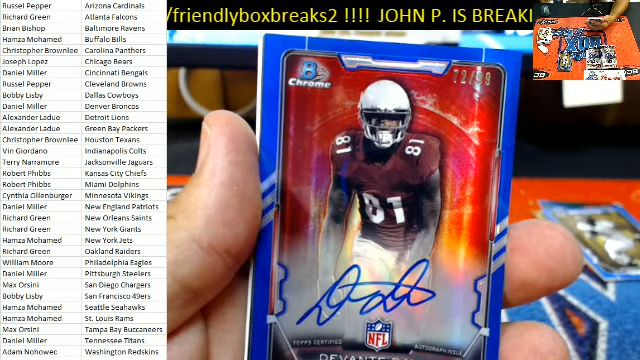 /friendlyboxbreaks2 !!!! JOHN P. IS BREAKI
Russel Pepper Arizona Cardinals
Richard Green Atlanta Falcons
Brian Bishop Baltimore Ravens
Hamza Mohamed Buffalo Bills
Christopher Brownlee Carolina Panthers
Joseph Lopez Chicago Bears
Daniel Miller Cincinnati Bengals
Russel Pepper Cleveland Browns
Bobby Lisby Dallas Cowboys
Daniel Miller Denver Broncos
Alexander Ladue Detroit Lions
Alexander Ladue Green Bay Packers
Christopher Brownlee Houston Texans
Vin Giordano Indianapolis Colts
Terry Narramore Jacksonville Jaguars
Robert Phibbs Kansas City Chiefs
Robert Phibbs Miami Dolphins
Cynthia Ollenburger Minnesota Vikings
Daniel Miller New England Patriots
Richard Green New Orleans Saints
Richard Green New York Giants
Hamza Mohamed New York Jets
Richard Green Oakland Raiders
William Moore Philadelphia Eagles
Daniel Miller Pittsburgh Steelers
Max Orsini San Diego Chargers
Bobby Lisby San Francisco 49ers
Hamza Mohamed Seattle Seahawks
Hamza Mohamed St. Louis Rams
Max Orsini Tampa Bay Buccaneers
Daniel Miller Tennessee Titans
Adam Nohowec Washington Redskins
B
Chrome
72/99
81 81
81
NFL
TOPPS CERTIFIED AUTOGRAPH ISSUE
DEVANTE